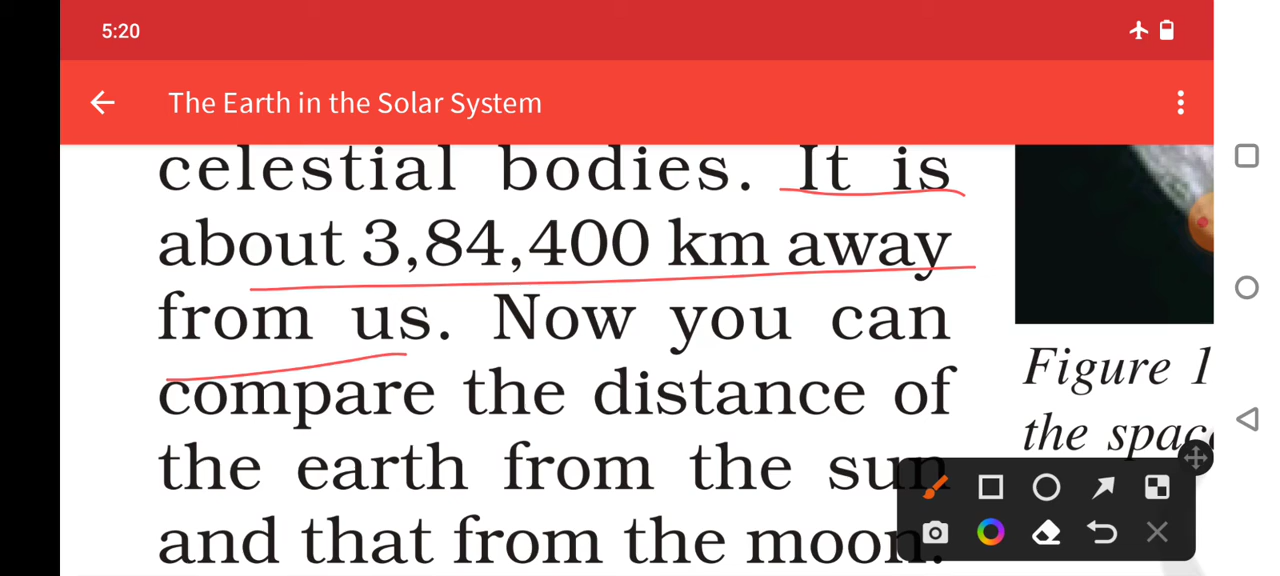 5:20
The Earth in the Solar System
celestial bodies. It is
about 3,84,400 km away
from us. Now you can
compare the distance of
the earth from the sun
and that from the moon.
Figure 1
the space